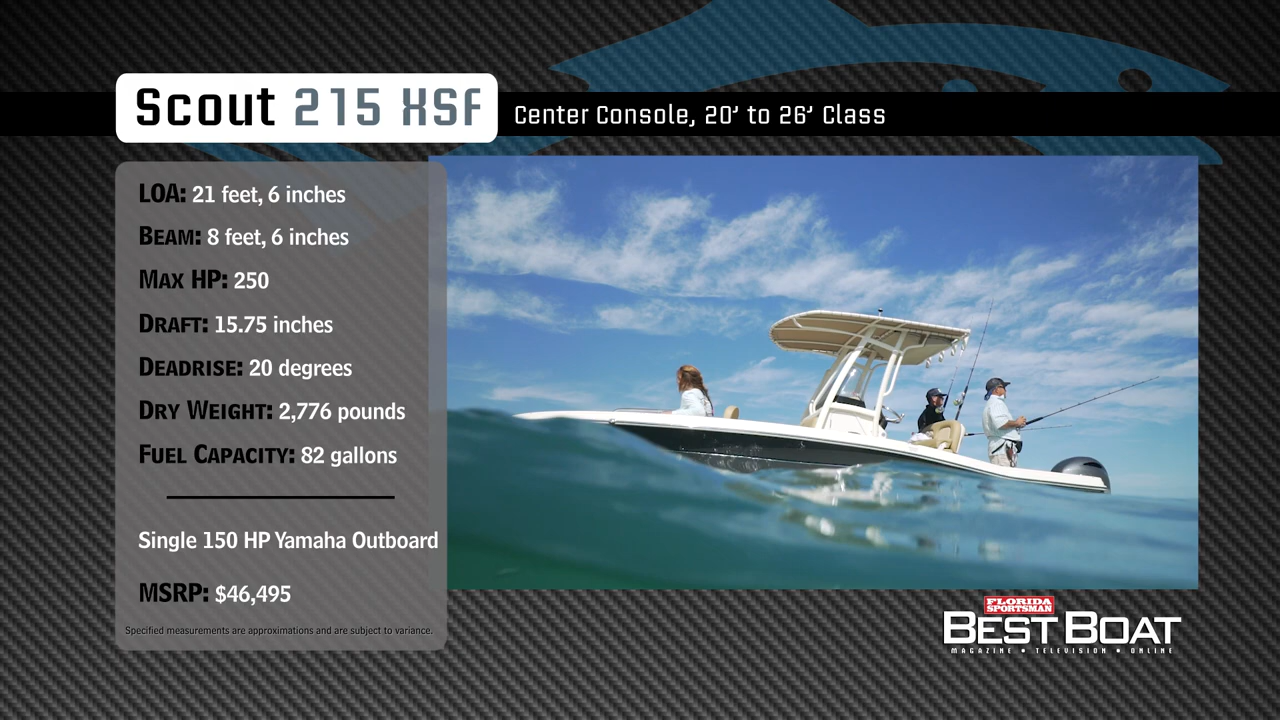 Scout 215 XSF
Center Console, 20’ to 26’ Class
LOA: 21 feet, 6 inches
BEAM: 8 feet, 6 inches
MAX HP: 250
DRAFT: 15.75 inches
DEADRISE: 20 degrees
DRY WEIGHT: 2,776 pounds
FUEL CAPACITY: 82 gallons
Single 150 HP Yamaha Outboard
MSRP: $46,495
Specified measurements are approximations and are subject to variance.
FLORIDA
SPORTSMAN
BEST BOAT
MAGAZINE • TELEVISION • ONLINE